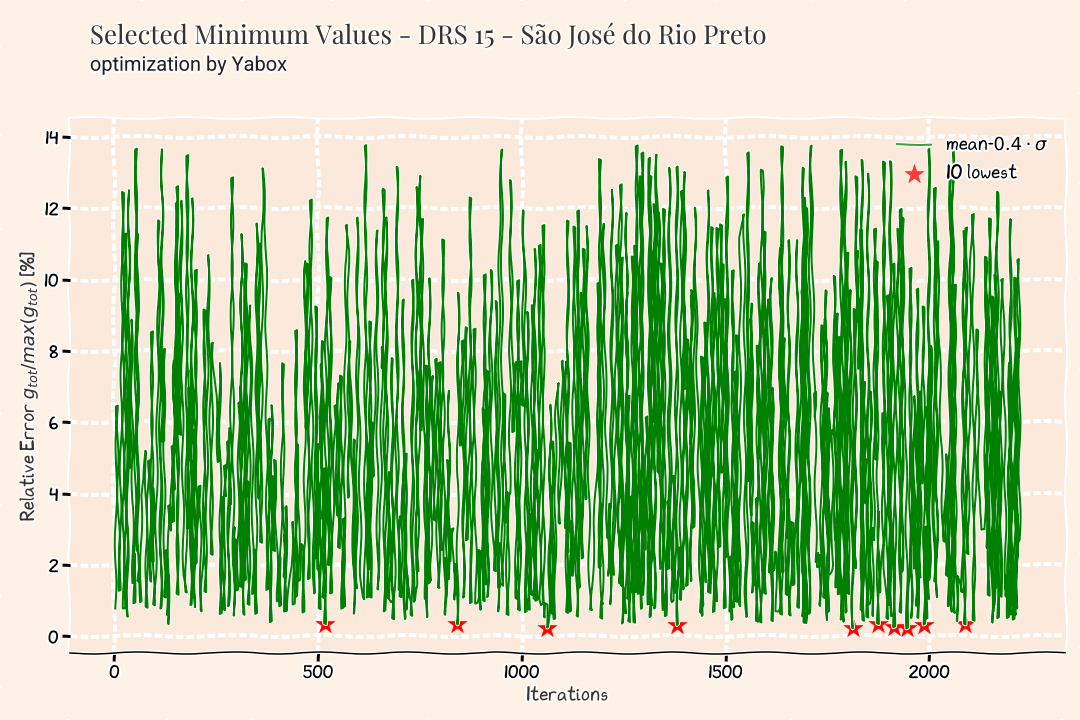 Selected Minimum Values - DRS 15 - São José do Rio Preto
optimization by Yabox
mean-0.4 · σ
10 lowest
Relative Error g_tot/max(g_tot) [%]
14
12
10
8
6
4
2
0
0 500 1000 1500 2000
Iterations